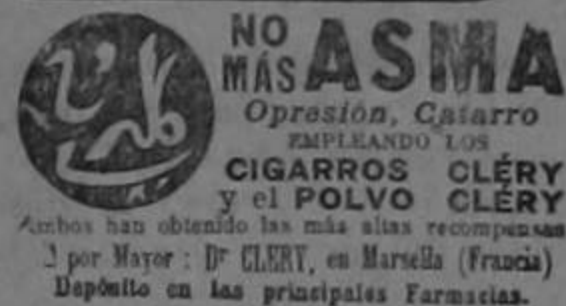 NO MÁS ASMA
Opresión, Catarro
EMPLEANDO LOS
CIGARROS CLÉRY
y el POLVO CLÉRY
Ambos han obtenido las más altas recompensas
por Mayor : Dr CLERY, en Marsella (Francia)
Depósito en las principales Farmacias.